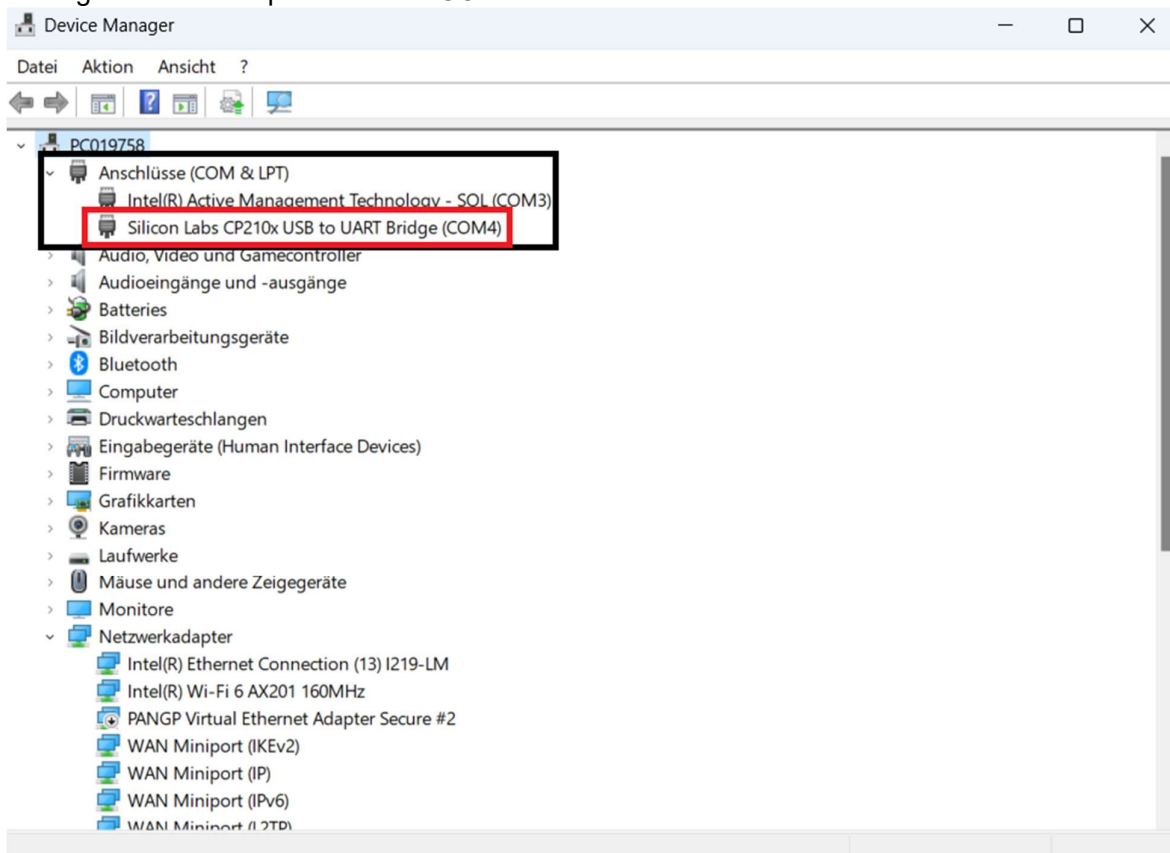 Device Manager
Datei Aktion Ansicht ?
PC019758
Anschlüsse (COM & LPT)
Intel(R) Active Management Technology - SOL (COM3)
Silicon Labs CP210x USB to UART Bridge (COM4)
Audio, Video und Gamecontroller
Audioeingänge und -ausgänge
Batteries
Bildverarbeitungsgeräte
Bluetooth
Computer
Druckwarteschlangen
Eingabegeräte (Human Interface Devices)
Firmware
Grafikkarten
Kameras
Laufwerke
Mäuse und andere Zeigegeräte
Monitore
Netzwerkadapter
Intel(R) Ethernet Connection (13) I219-LM
Intel(R) Wi-Fi 6 AX201 160MHz
PANGP Virtual Ethernet Adapter Secure #2
WAN Miniport (IKEv2)
WAN Miniport (IP)
WAN Miniport (IPv6)
WAN Miniport (L2TP)